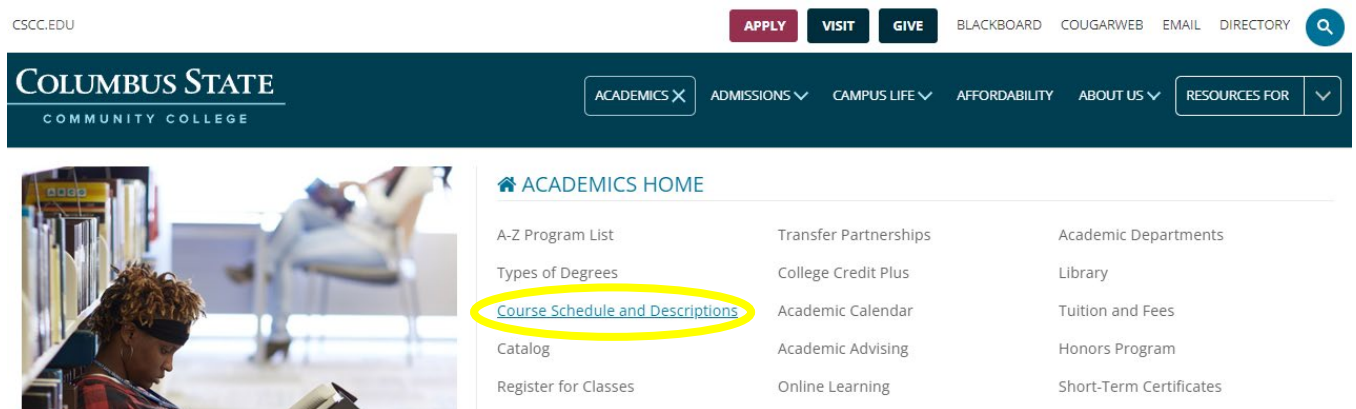 CSCC.EDU
APPLY VISIT GIVE BLACKBOARD COUGARWEB EMAIL DIRECTORY
COLUMBUS STATE
COMMUNITY COLLEGE
ACADEMICS ADMISSIONS CAMPUS LIFE AFFORDABILITY ABOUT US RESOURCES FOR
ACADEMICS HOME
A-Z Program List Transfer Partnerships Academic Departments
Types of Degrees College Credit Plus Library
Course Schedule and Descriptions Academic Calendar Tuition and Fees
Catalog Academic Advising Honors Program
Register for Classes Online Learning Short-Term Certificates